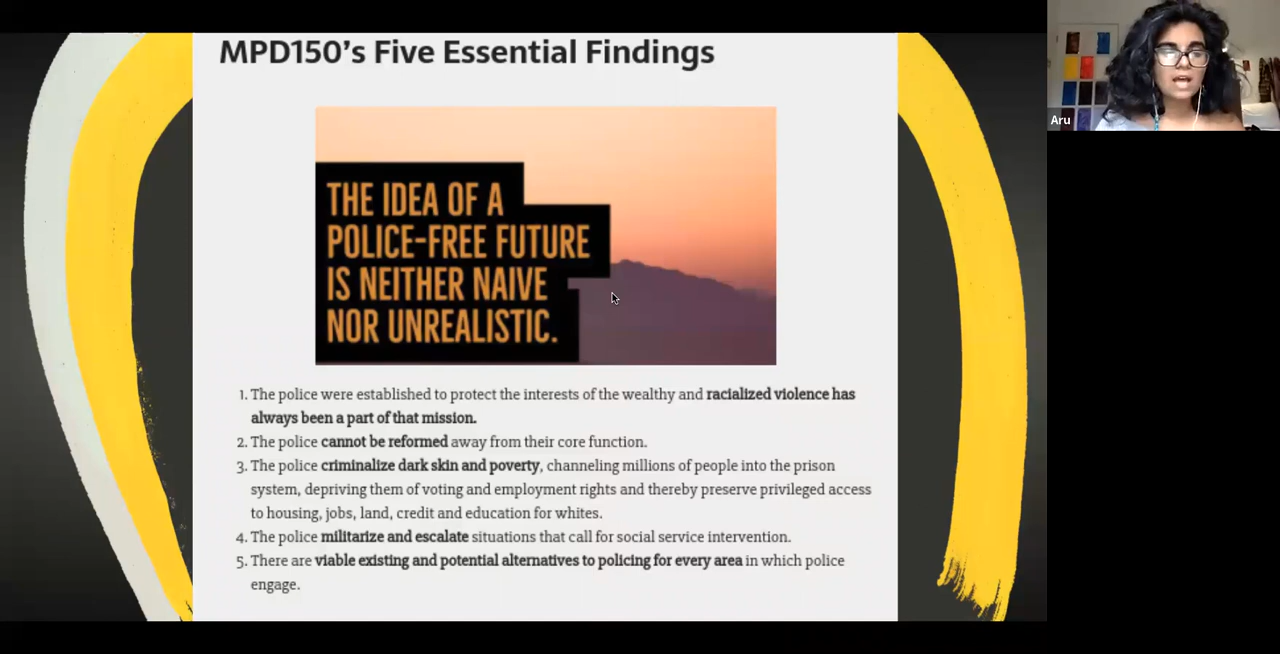 MPD150’s Five Essential Findings
Aru
THE IDEA OF A
POLICE-FREE FUTURE
IS NEITHER NAIVE
NOR UNREALISTIC.
1. The police were established to protect the interests of the wealthy and racialized violence has
always been a part of that mission.
2. The police cannot be reformed away from their core function.
3. The police criminalize dark skin and poverty, channeling millions of people into the prison
system, depriving them of voting and employment rights and thereby preserve privileged access
to housing, jobs, land, credit and education for whites.
4. The police militarize and escalate situations that call for social service intervention.
5. There are viable existing and potential alternatives to policing for every area in which police
engage.